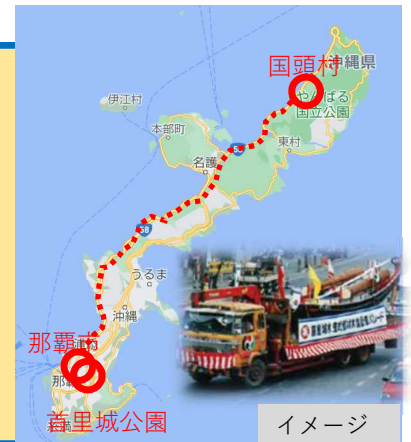 国頭村
沖縄県
伊江村
やんばる
国立公園
本部町
58
東村
名護
58
うるま
沖縄
那覇市
浦添
首里城公園
イメージ